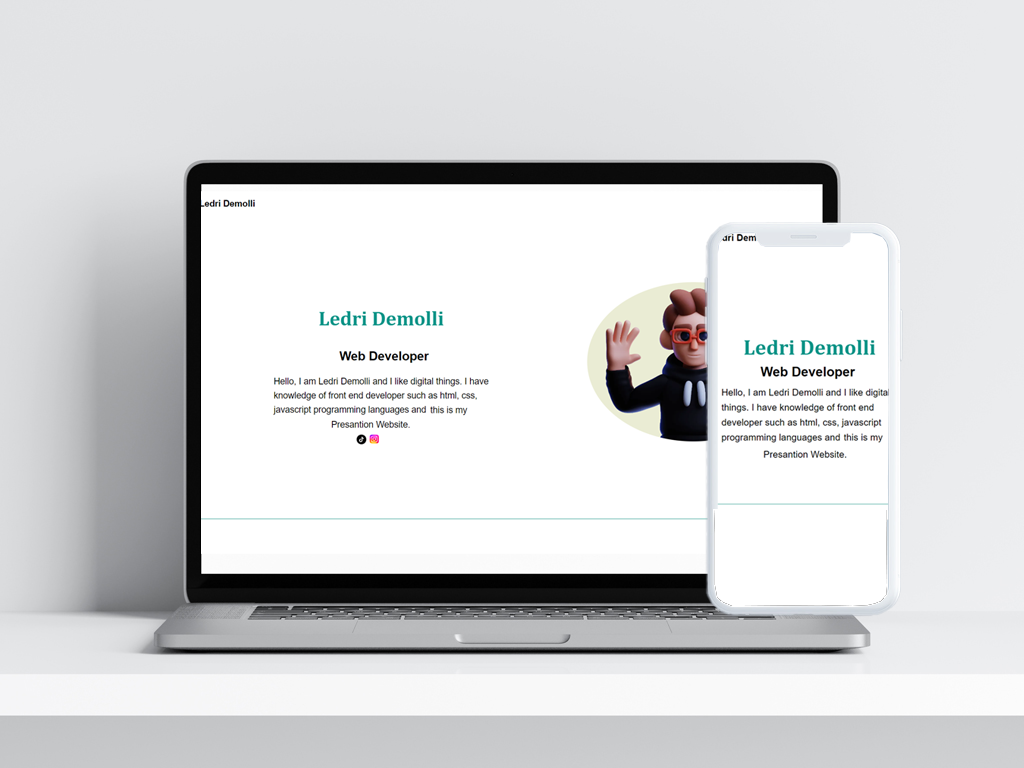 Ledri Demolli
Ledri Demolli
Web Developer
Hello, I am Ledri Demolli and I like digital things. I have
knowledge of front end developer such as html, css,
javascript programming languages and this is my
Presantion Website.
dri Dem
Ledri Demolli
Web Developer
Hello, I am Ledri Demolli and I like digital
things. I have knowledge of front end
developer such as html, css, javascript
programming languages and this is my
Presantion Website.